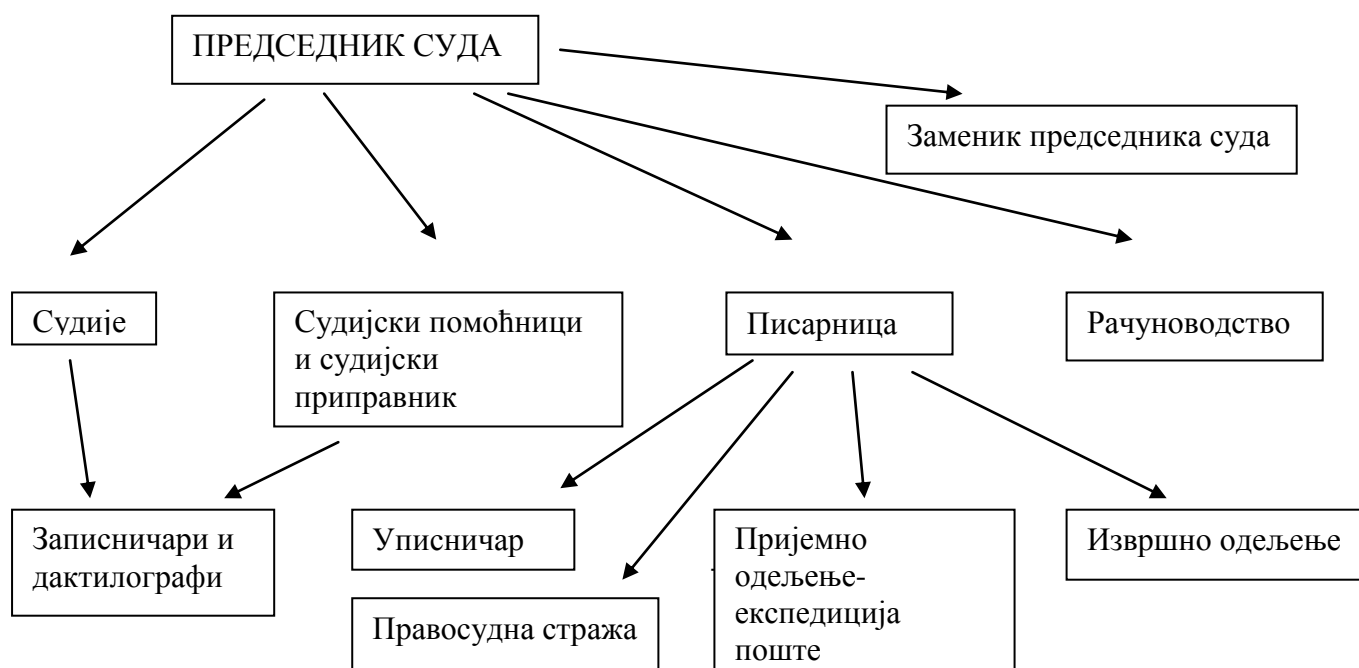 ПРЕДСЕДНИК СУДА
Заменик председника суда
Судије
Судијски помоћници
и судијски
приправник
Писарница
Рачуноводство
Записничари и
дактилографи
Уписничар
Пријемно
одељење-
експедиција
поште
Извршно одељење
Правосудна стража